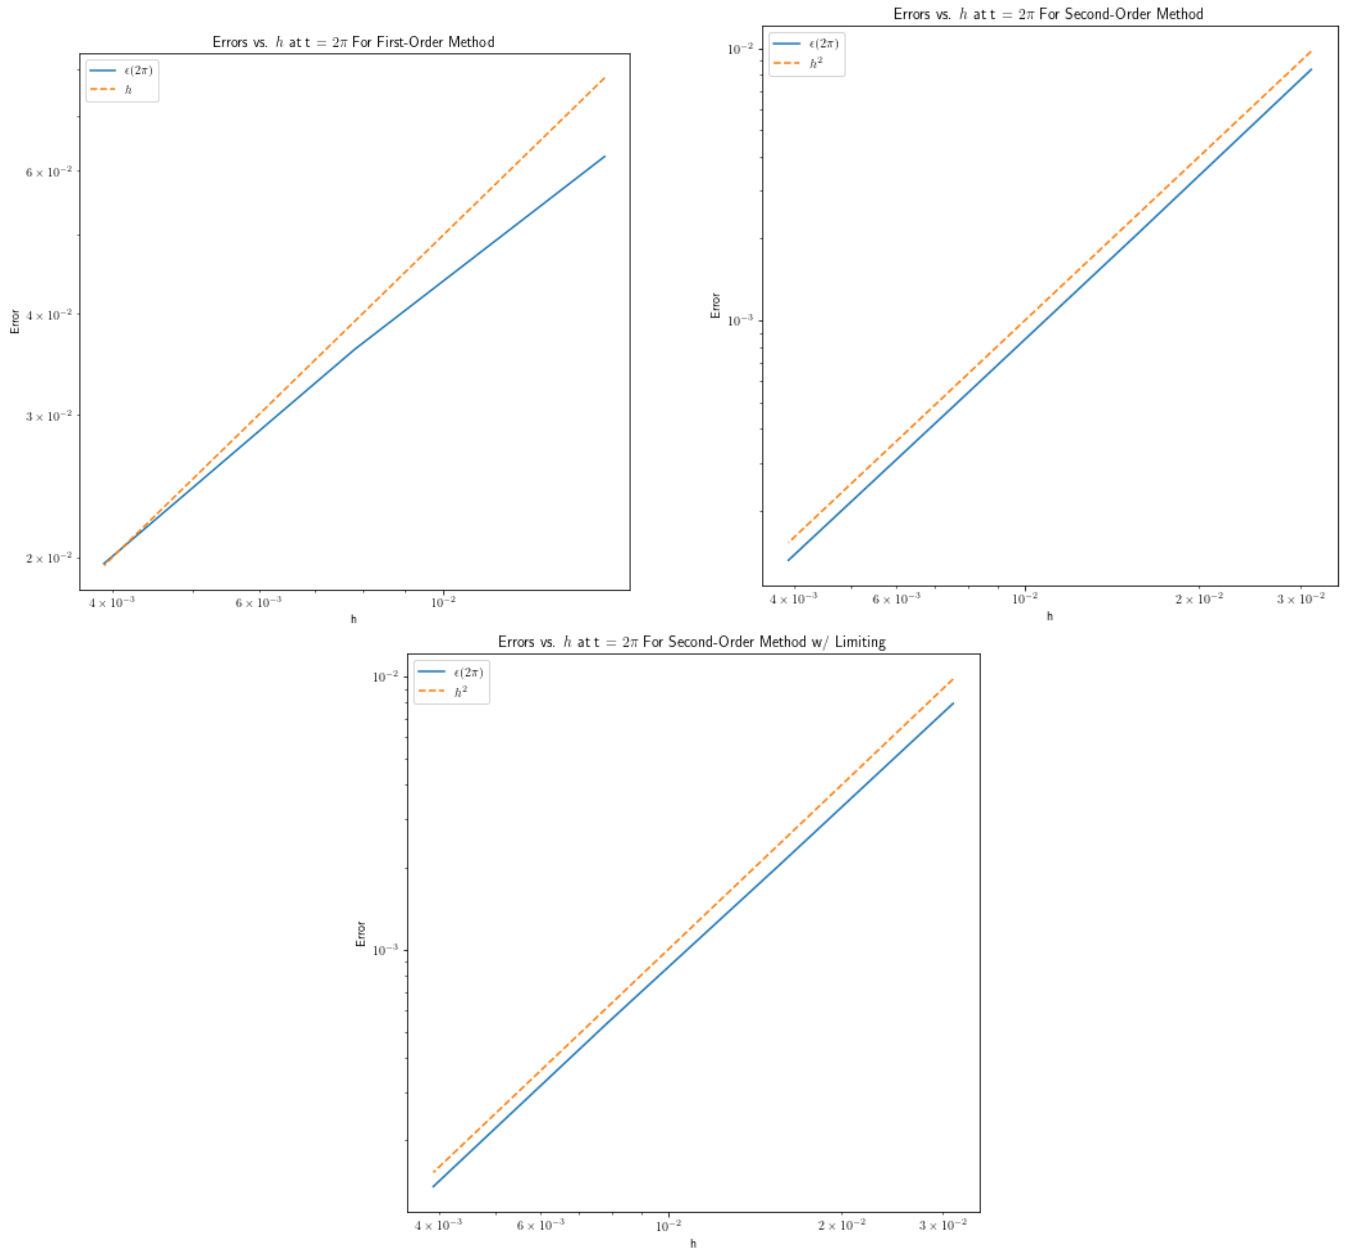 Errors vs. h at t = 2π For First-Order Method
ϵ(2π)
h
6 × 10⁻²
4 × 10⁻²
3 × 10⁻²
2 × 10⁻²
Error
4 × 10⁻³ 6 × 10⁻³ 10⁻²
h
Errors vs. h at t = 2π For Second-Order Method
ϵ(2π)
h²
10⁻²
10⁻³
Error
4 × 10⁻³ 6 × 10⁻³ 10⁻² 2 × 10⁻² 3 × 10⁻²
h
Errors vs. h at t = 2π For Second-Order Method w/ Limiting
ϵ(2π)
h²
10⁻²
10⁻³
Error
4 × 10⁻³ 6 × 10⁻³ 10⁻² 2 × 10⁻² 3 × 10⁻²
h